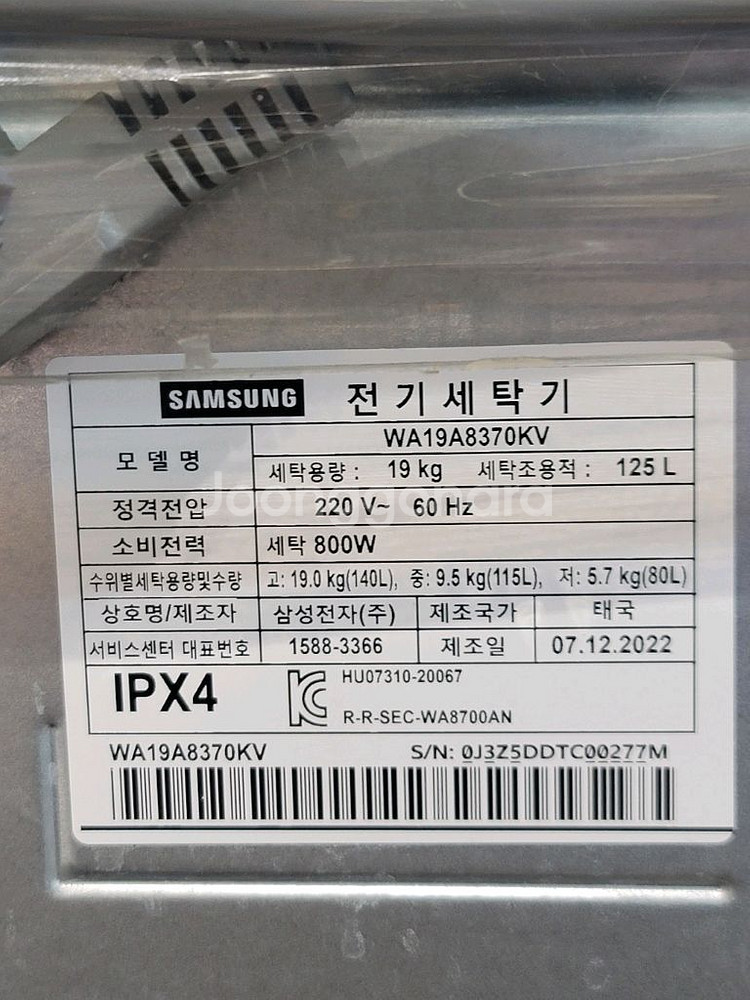 SAMSUNG 전기세탁기
모델명 WA19A8370KV
세탁용량 : 19 kg 세탁조용적 : 125 L
정격전압 220 V~ 60 Hz
소비전력 세탁 800W
수위별세탁용량및수량 고: 19.0 kg(140L), 중: 9.5 kg(115L), 저: 5.7 kg(80L)
상호명/제조자 삼성전자(주) 제조국가 태국
서비스센터 대표번호 1588-3366 제조일 07.12.2022
IPX4 HU07310-20067
R-R-SEC-WA8700AN
WA19A8370KV S/N: 0J3Z5DDTC00277M
Joonggonara